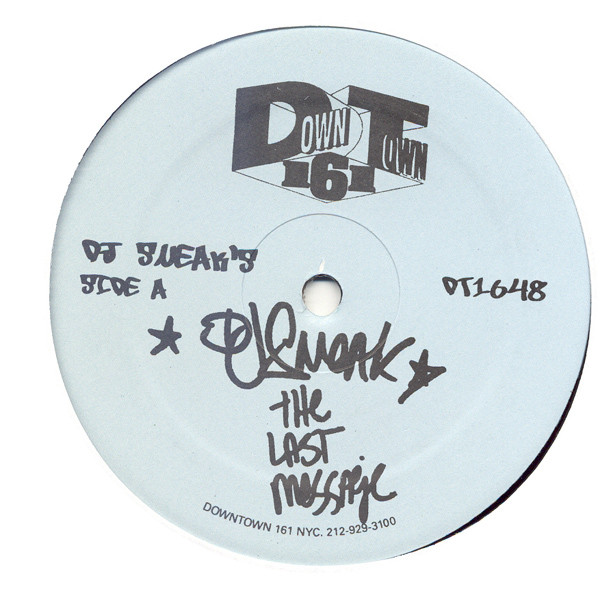 DOWN TOWN
161
DJ SNEAK'S
SIDE A
DT1648
DJ SNEAK
THE
LAST
MESSAGE
DOWNTOWN 161 NYC. 212-929-3100